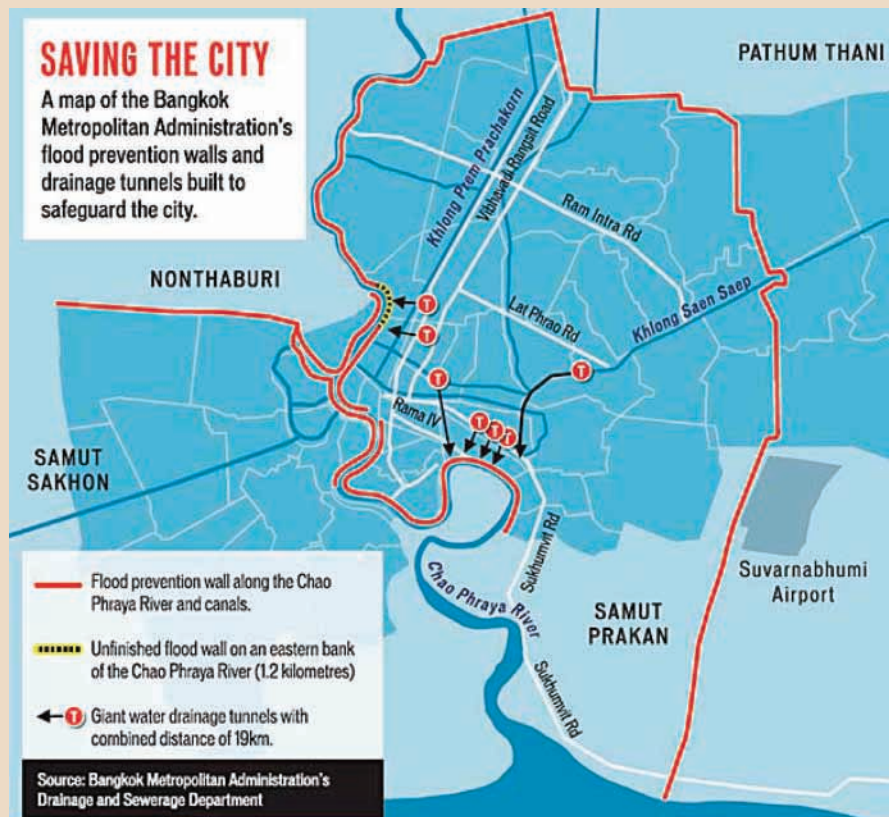 SAVING THE CITY
A map of the Bangkok
Metropolitan Administration's
flood prevention walls and
drainage tunnels built to
safeguard the city.
PATHUM THANI
Khlong Prem Prachakorn
Vibhavadi Rangsit Road
Ram Intra Rd
NONTHABURI
Khlong Saen Saep
Lat Phrao Rd
T
T
T
T
Rama IV
T
T
T
SAMUT
SAKHON
Sukhumvit Rd
Suvarnabhumi
Airport
Chao Phraya River
SAMUT
PRAKAN
Sukhumvit Rd
Flood prevention wall along the Chao
Phraya River and canals.
Unfinished flood wall on an eastern bank
of the Chao Phraya River (1.2 kilometres)
T
Giant water drainage tunnels with
combined distance of 19km.
Source: Bangkok Metropolitan Administration's
Drainage and Sewerage Department